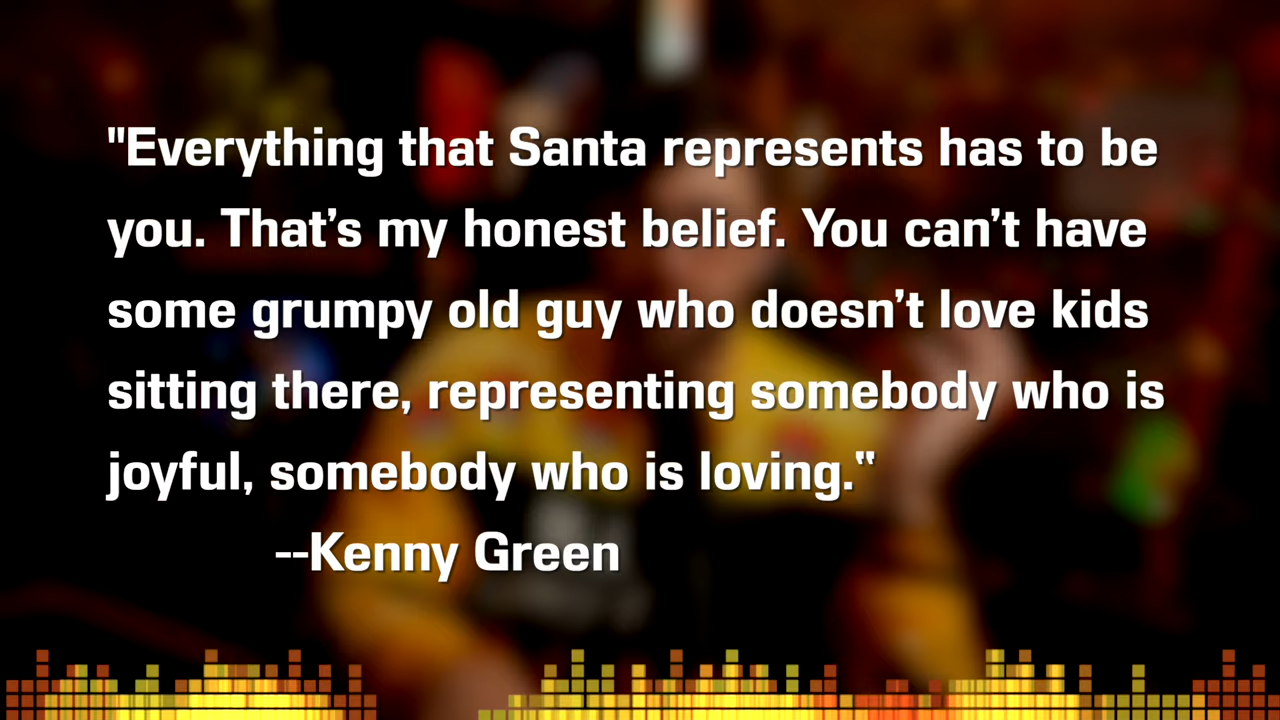 "Everything that Santa represents has to be
you. That’s my honest belief. You can’t have
some grumpy old guy who doesn’t love kids
sitting there, representing somebody who is
joyful, somebody who is loving.‟
--Kenny Green